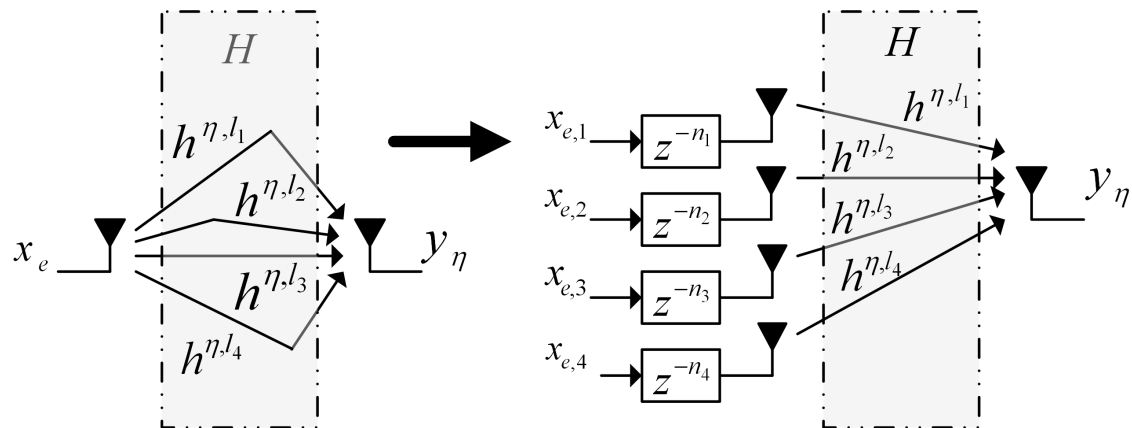 H
h^{η,l_1}
h^{η,l_2}
h^{η,l_3}
h^{η,l_4}
x_e
y_η
H
x_{e,1}
z^{-n_1}
h^{η,l_1}
x_{e,2}
z^{-n_2}
h^{η,l_2}
x_{e,3}
z^{-n_3}
h^{η,l_3}
x_{e,4}
z^{-n_4}
h^{η,l_4}
y_η